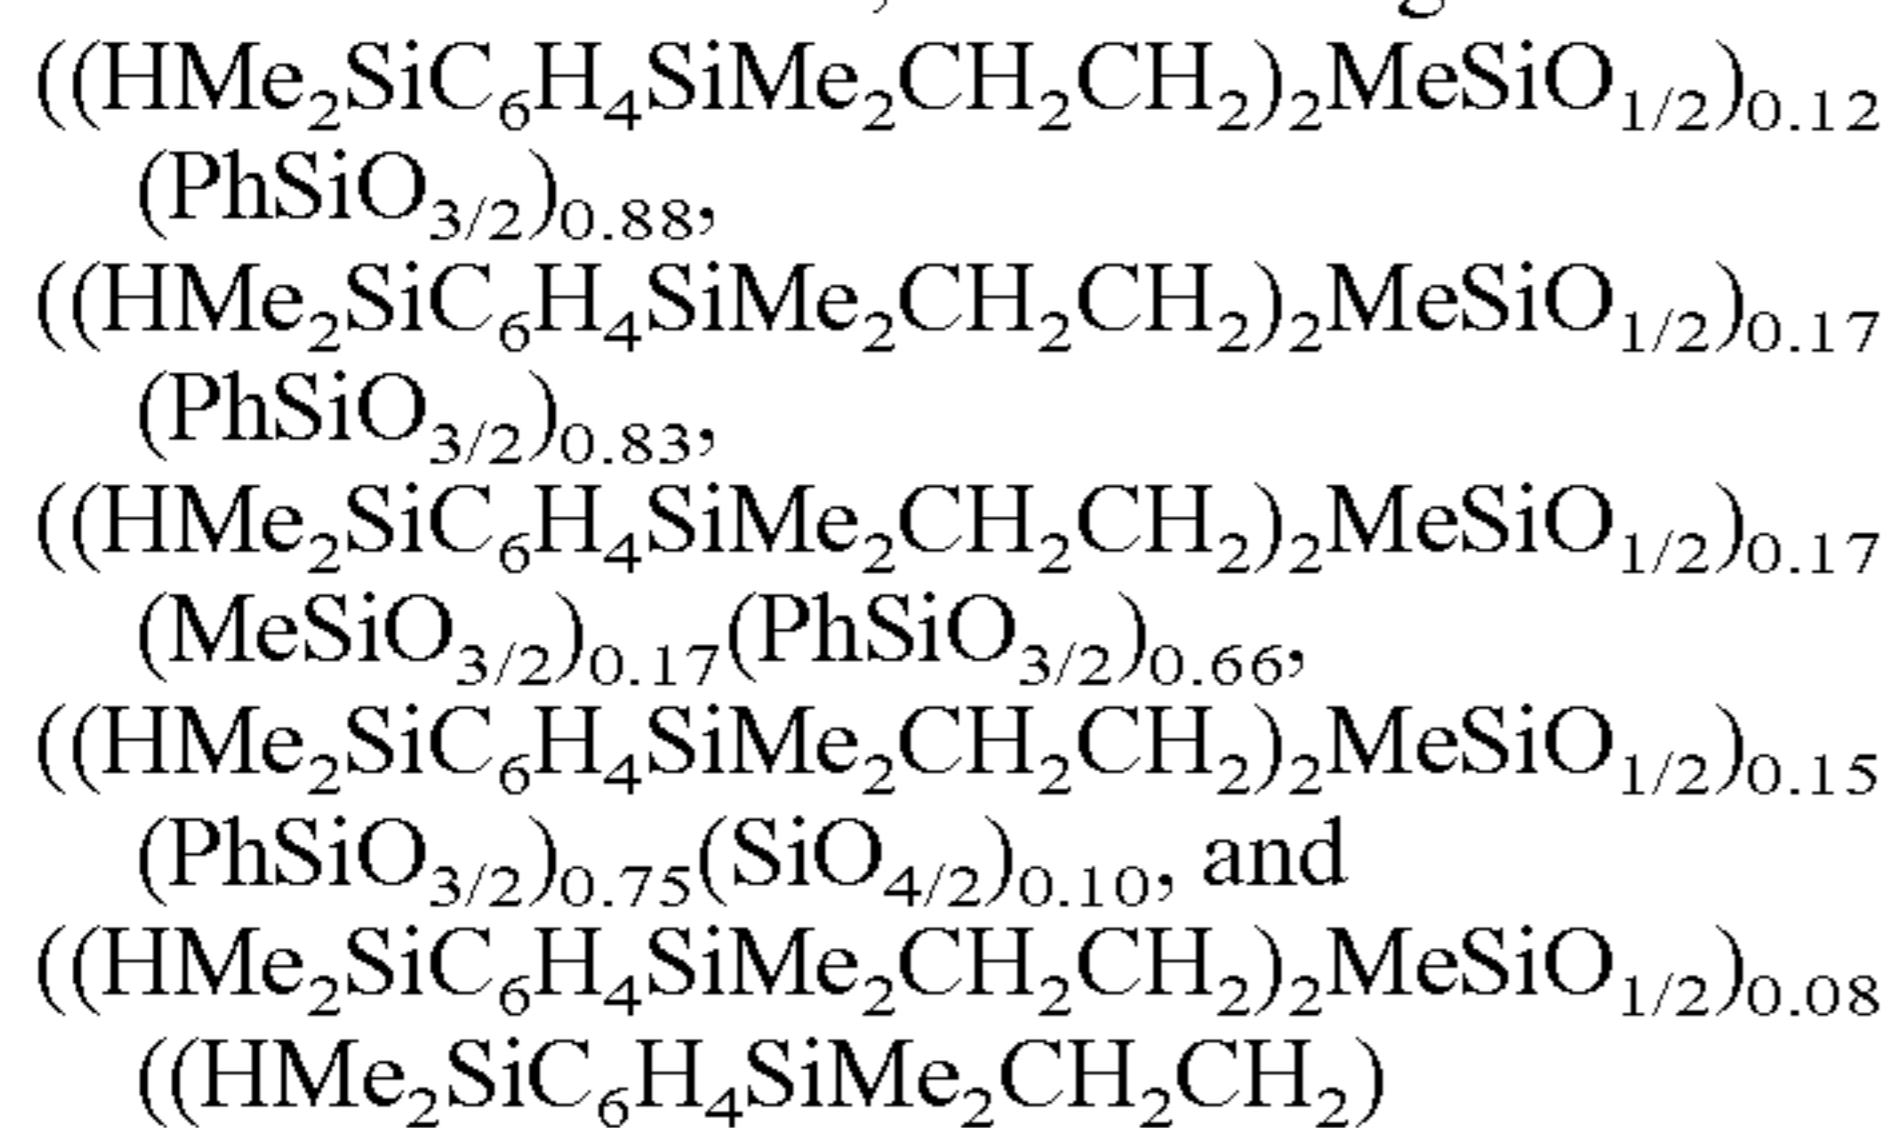 ((HMe₂SiC₆H₄SiMe₂CH₂CH₂)₂MeSiO₁/₂)₀.₁₂
(PhSiO₃/₂)₀.₈₈,
((HMe₂SiC₆H₄SiMe₂CH₂CH₂)₂MeSiO₁/₂)₀.₁₇
(PhSiO₃/₂)₀.₈₃,
((HMe₂SiC₆H₄SiMe₂CH₂CH₂)₂MeSiO₁/₂)₀.₁₇
(MeSiO₃/₂)₀.₁₇(PhSiO₃/₂)₀.₆₆,
((HMe₂SiC₆H₄SiMe₂CH₂CH₂)₂MeSiO₁/₂)₀.₁₅
(PhSiO₃/₂)₀.₇₅(SiO₄/₂)₀.₁₀, and
((HMe₂SiC₆H₄SiMe₂CH₂CH₂)₂MeSiO₁/₂)₀.₀₈
((HMe₂SiC₆H₄SiMe₂CH₂CH₂)